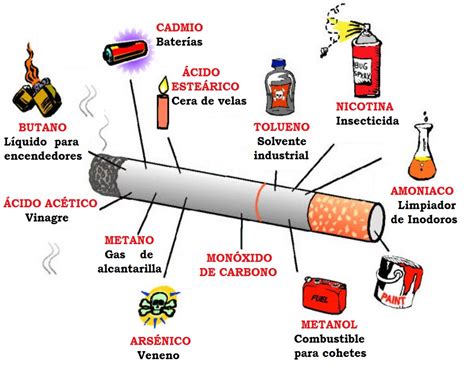 CADMIO
Baterías
ÁCIDO
ESTEÁRICO
Cera de velas
BUG
SPRAY
NICOTINA
Insecticida
TOLUENO
Solvente
industrial
BUTANO
Líquido para
encendedores
AMONIACO
Limpiador
de Inodoros
ÁCIDO ACÉTICO
Vinagre
METANO
Gas de
alcantarilla
MONÓXIDO
DE CARBONO
PAINT
FUEL
ARSÉNICO
Veneno
METANOL
Combustible
para cohetes